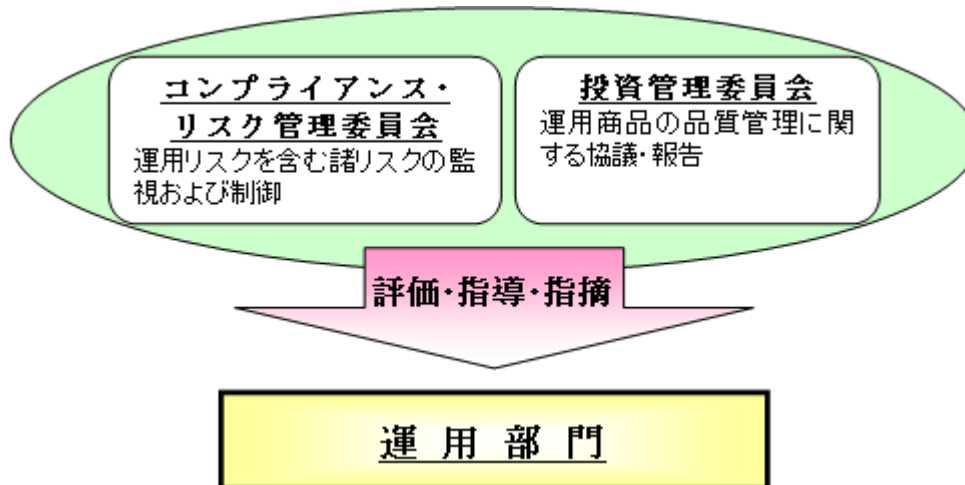 コンプライアンス・
リスク管理委員会
運用リスクを含む諸リスクの監
視および制御
投資管理委員会
運用商品の品質管理に関
する協議・報告
評価・指導・指摘
運用部門